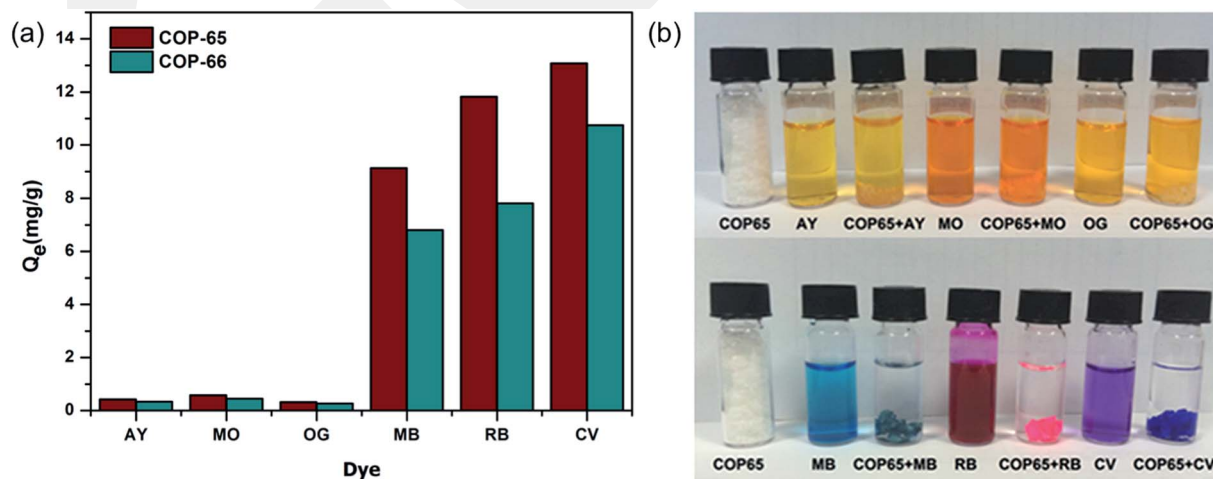 (a)
COP-65
COP-66
14
12
10
8
6
4
2
0
Qe(mg/g)
AY MO OG MB RB CV
Dye
(b)
COP65 AY COP65+AY MO COP65+MO OG COP65+OG
COP65 MB COP65+MB RB COP65+RB CV COP65+CV